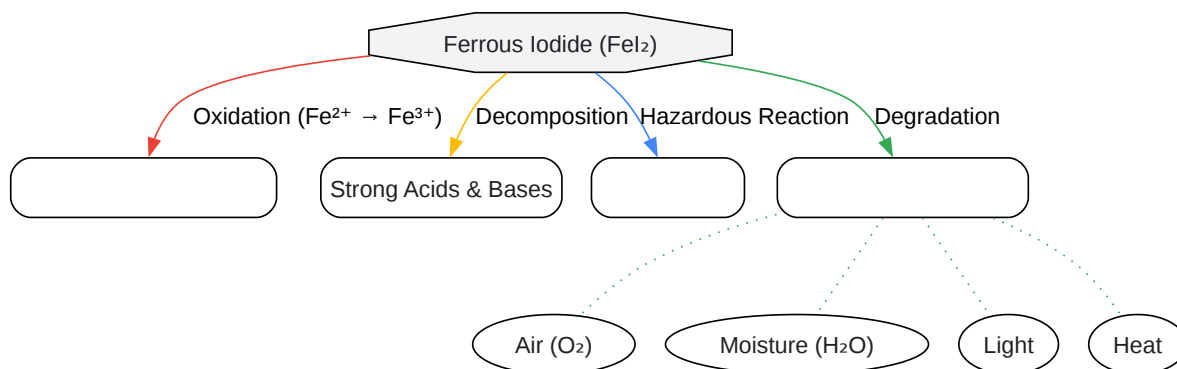 Ferrous Iodide (FeI₂)
Oxidation (Fe²⁺ → Fe³⁺)
Decomposition
Hazardous Reaction
Degradation
Strong Acids & Bases
Air (O₂)
Moisture (H₂O)
Light
Heat